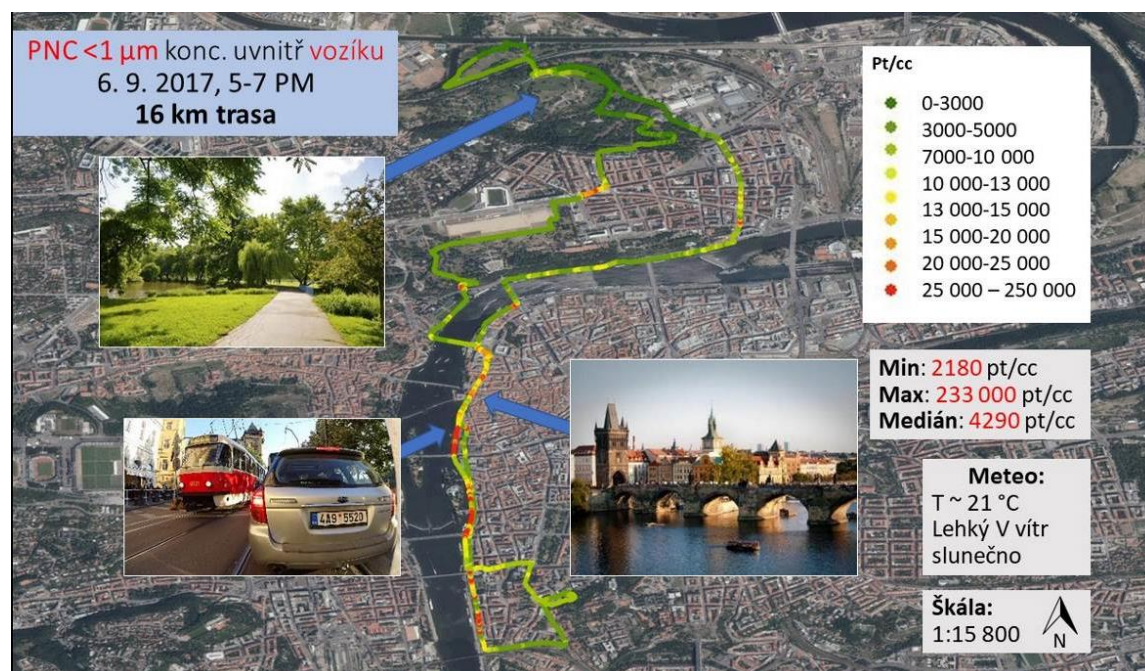 PNC <1 µm konc. uvnitř vozíku
6. 9. 2017, 5-7 PM
16 km trasa
Pt/cc
0-3000
3000-5000
7000-10 000
10 000-13 000
13 000-15 000
15 000-20 000
20 000-25 000
25 000 – 250 000
Min: 2180 pt/cc
Max: 233 000 pt/cc
Medián: 4290 pt/cc
4A9 5520
Meteo:
T ~ 21 °C
Lehký V vítr
slunečno
Škála:
1:15 800
N